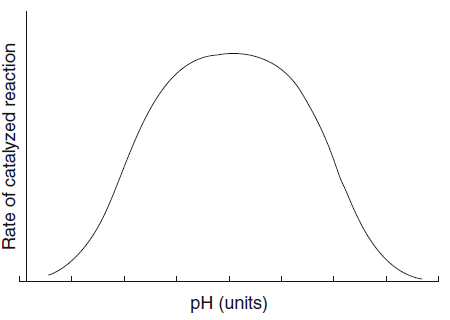 Rate of catalyzed reaction
pH (units)